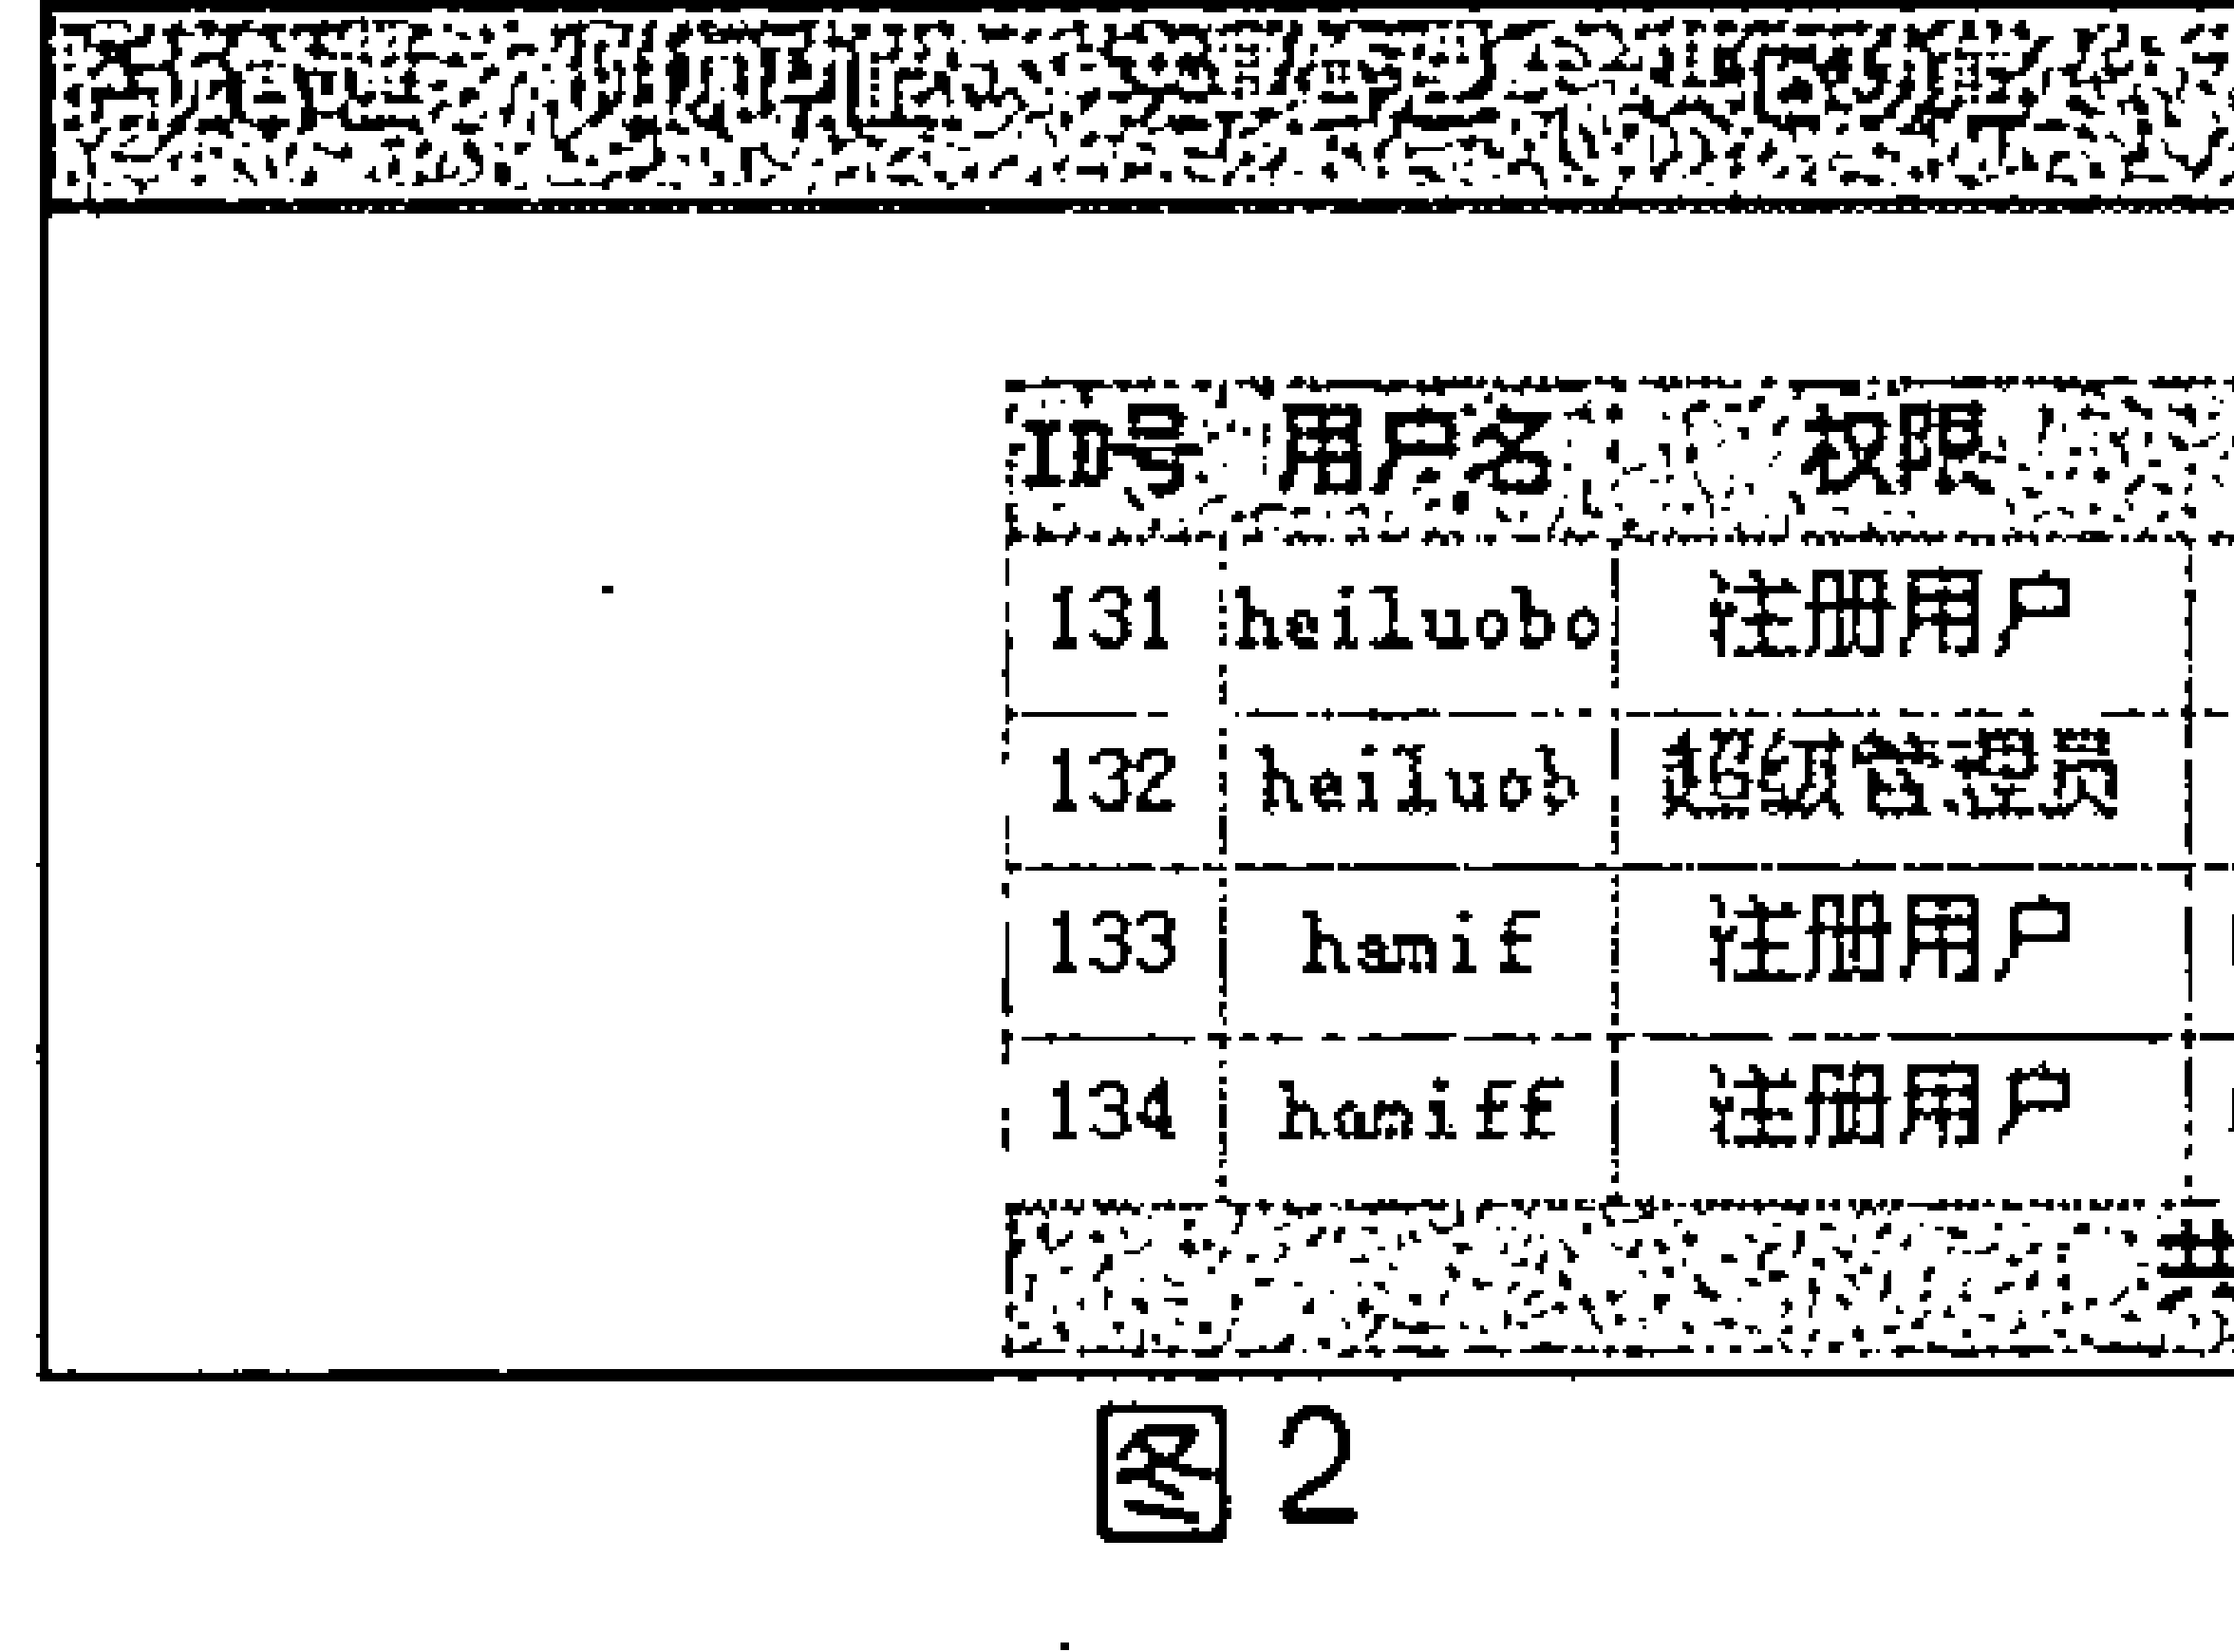 ID号 用户名 权限
131 heiluobo 注册用户
132 heiluob 超级管理员
133 hamif 注册用户
134 hamiff 注册用户
共
图 2